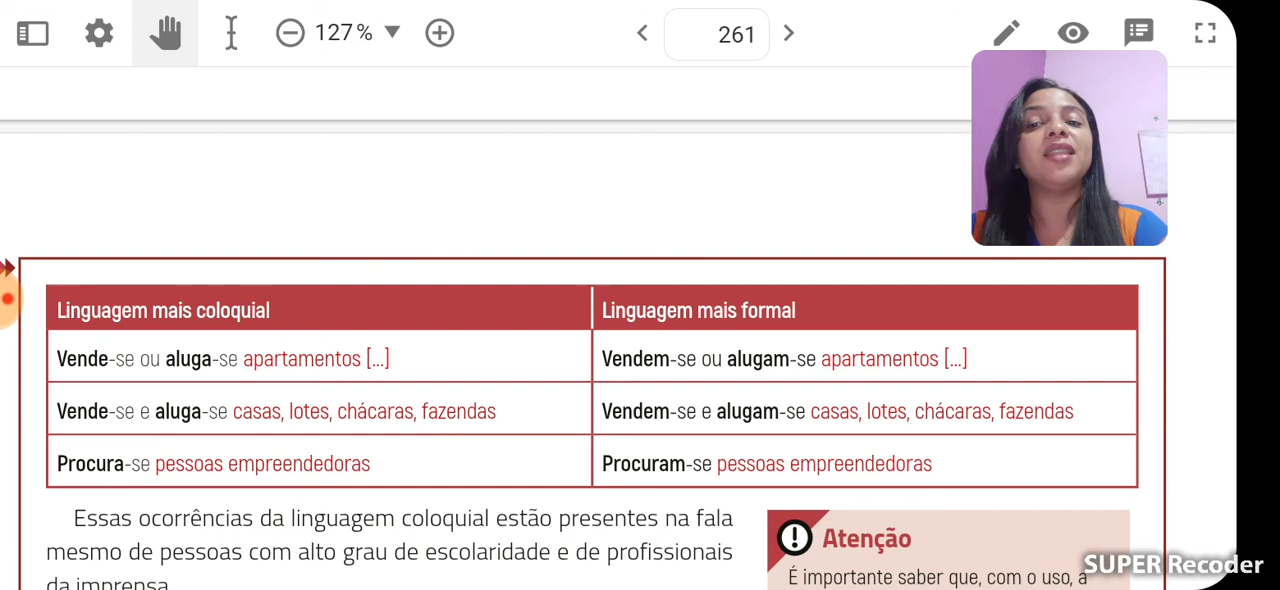 127%
261
Linguagem mais coloquial
Linguagem mais formal
Vende-se ou aluga-se apartamentos [...]
Vendem-se ou alugam-se apartamentos [...]
Vende-se e aluga-se casas, lotes, chácaras, fazendas
Vendem-se e alugam-se casas, lotes, chácaras, fazendas
Procura-se pessoas empreendedoras
Procuram-se pessoas empreendedoras
Essas ocorrências da linguagem coloquial estão presentes na fala
mesmo de pessoas com alto grau de escolaridade e de profissionais
da imprensa
Atenção
É importante saber que, com o uso, a
SUPER Recoder